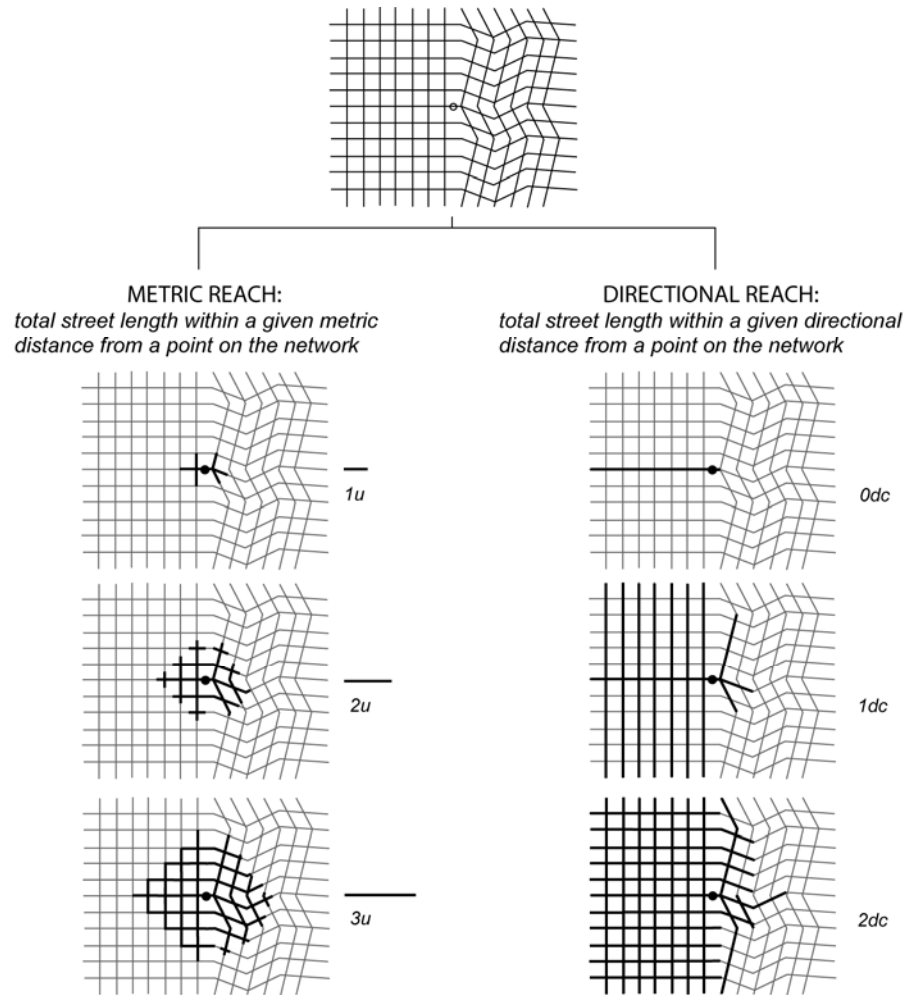 METRIC REACH:
total street length within a given metric
distance from a point on the network
1u
2u
3u
DIRECTIONAL REACH:
total street length within a given directional
distance from a point on the network
0dc
1dc
2dc